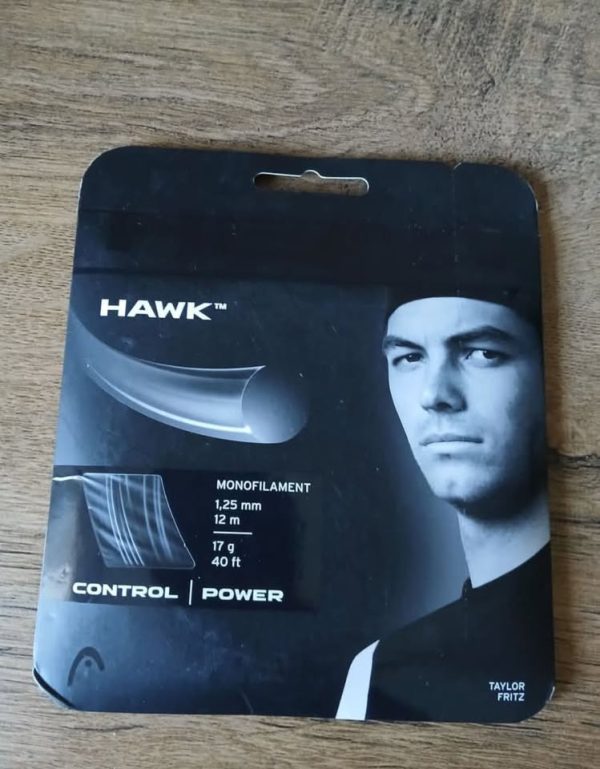 HAWK™
MONOFILAMENT
1,25 mm
12 m
17 g
40 ft
CONTROL | POWER
TAYLOR
FRITZ